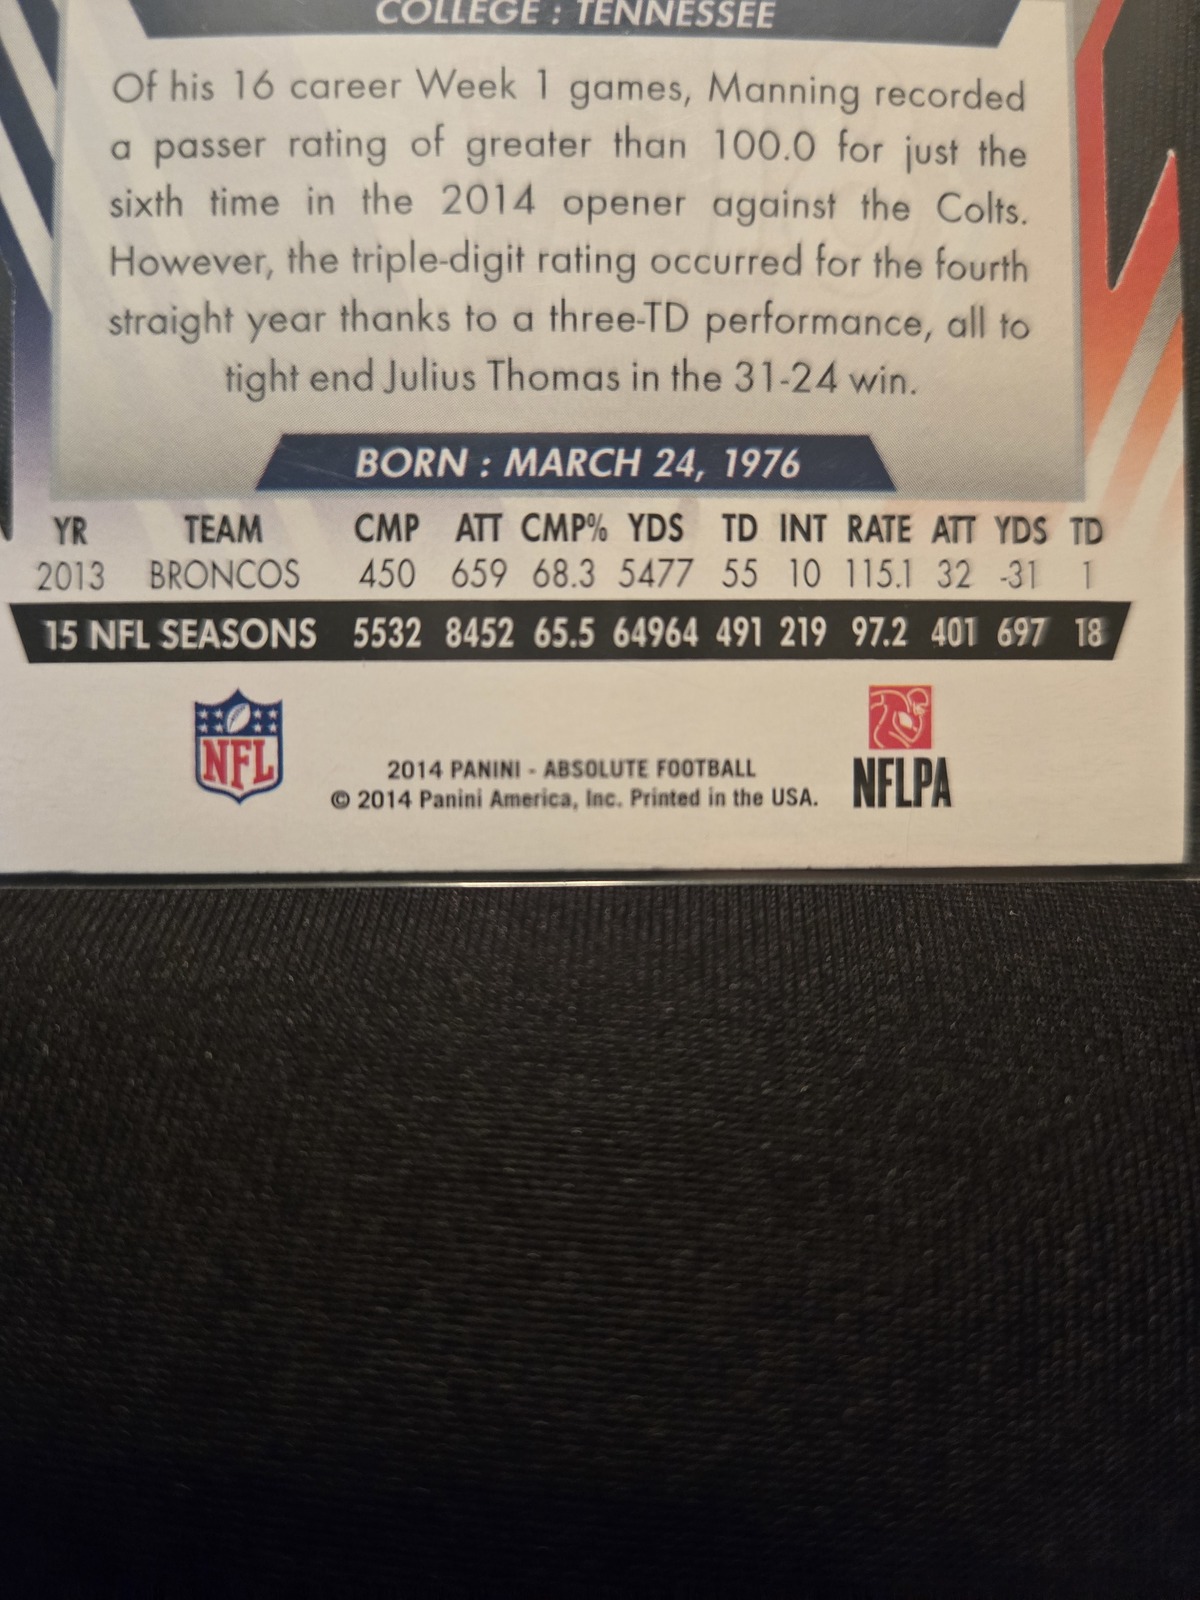 COLLEGE : TENNESSEE
Of his 16 career Week 1 games, Manning recorded
a passer rating of greater than 100.0 for just the
sixth time in the 2014 opener against the Colts.
However, the triple-digit rating occurred for the fourth
straight year thanks to a three-TD performance, all to
tight end Julius Thomas in the 31-24 win.
BORN : MARCH 24, 1976
YR TEAM CMP ATT CMP% YDS TD INT RATE ATT YDS TD
2013 BRONCOS 450 659 68.3 5477 55 10 115.1 32 -31 1
15 NFL SEASONS 5532 8452 65.5 64964 491 219 97.2 401 697 18
NFL
2014 PANINI - ABSOLUTE FOOTBALL
© 2014 Panini America, Inc. Printed in the USA.
NFLPA